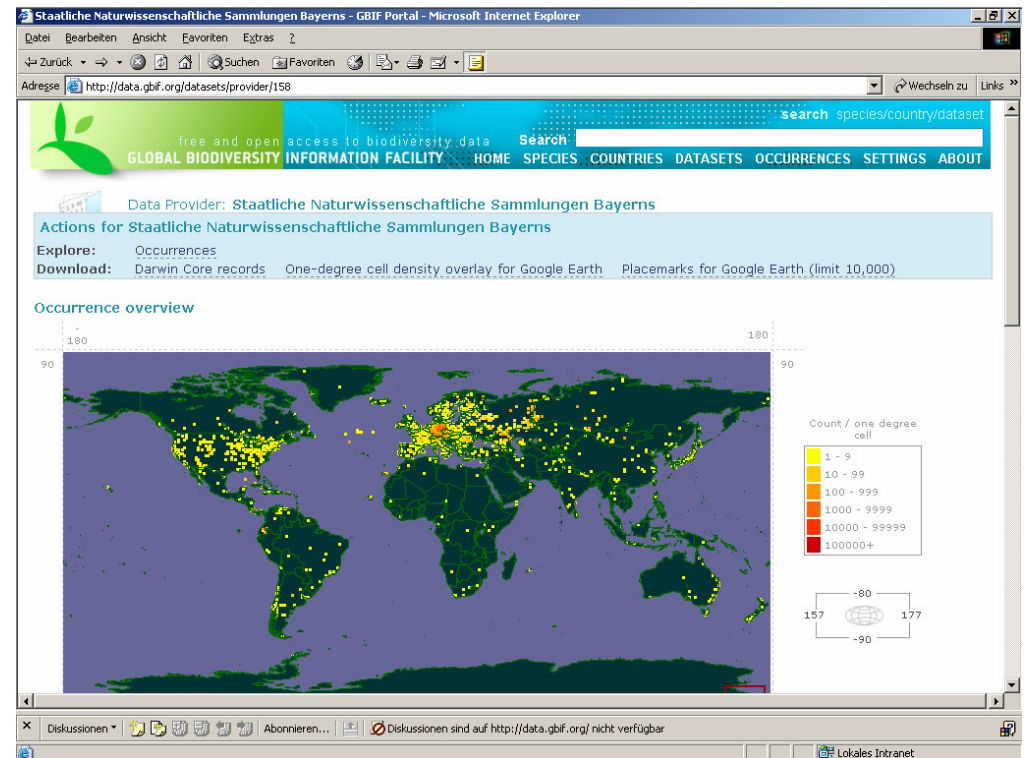 Staatliche Naturwissenschaftliche Sammlungen Bayerns - GBIF Portal - Microsoft Internet Explorer
Datei Bearbeiten Ansicht Favoriten Extras ?
Zurück Suchen Favoriten
Adresse http://data.gbif.org/datasets/provider/158 Wechseln zu Links »
search species/country/dataset
free and open access to biodiversity data Search
GLOBAL BIODIVERSITY INFORMATION FACILITY HOME SPECIES COUNTRIES DATASETS OCCURRENCES SETTINGS ABOUT
Data Provider: Staatliche Naturwissenschaftliche Sammlungen Bayerns
Actions for Staatliche Naturwissenschaftliche Sammlungen Bayerns
Explore: Occurrences
Download: Darwin Core records One-degree cell density overlay for Google Earth Placemarks for Google Earth (limit 10,000)
Occurrence overview
-
180 180
90 90
Count / one degree
cell
1 - 9
10 - 99
100 - 999
1000 - 9999
10000 - 99999
100000+
-80
157 177
-90
Diskussionen Abonnieren... Diskussionen sind auf http://data.gbif.org/ nicht verfügbar
Lokales Intranet